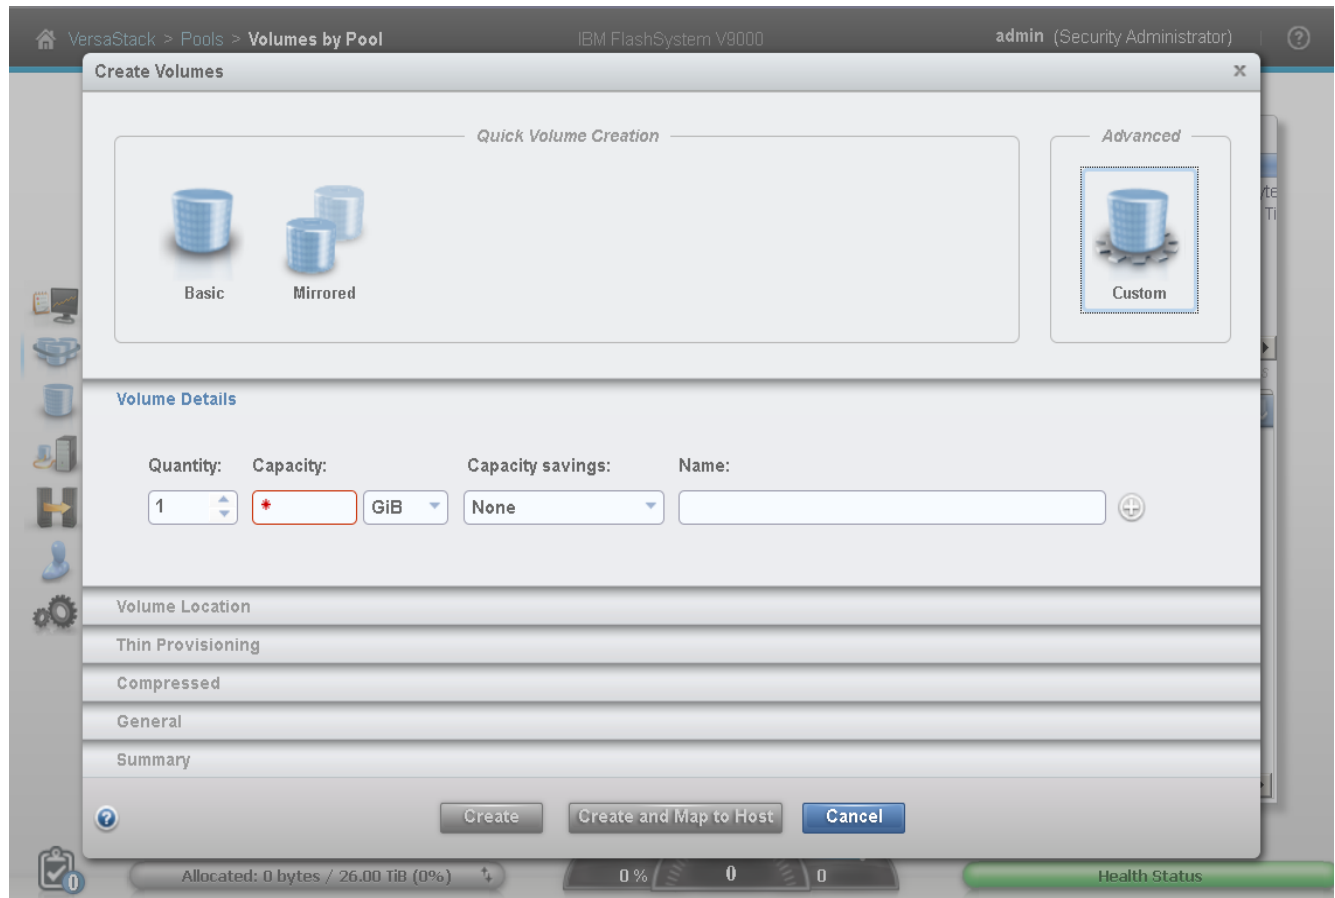 VersaStack > Pools > Volumes by Pool IBM FlashSystem V9000 admin (Security Administrator) ?
Create Volumes x
Quick Volume Creation Advanced
Basic Mirrored Custom
Volume Details
Quantity: Capacity: Capacity savings: Name:
1 * GiB None
Volume Location
Thin Provisioning
Compressed
General
Summary
? Create Create and Map to Host Cancel
0 Allocated: 0 bytes / 26.00 TiB (0%) 0 % 0 0 Health Status